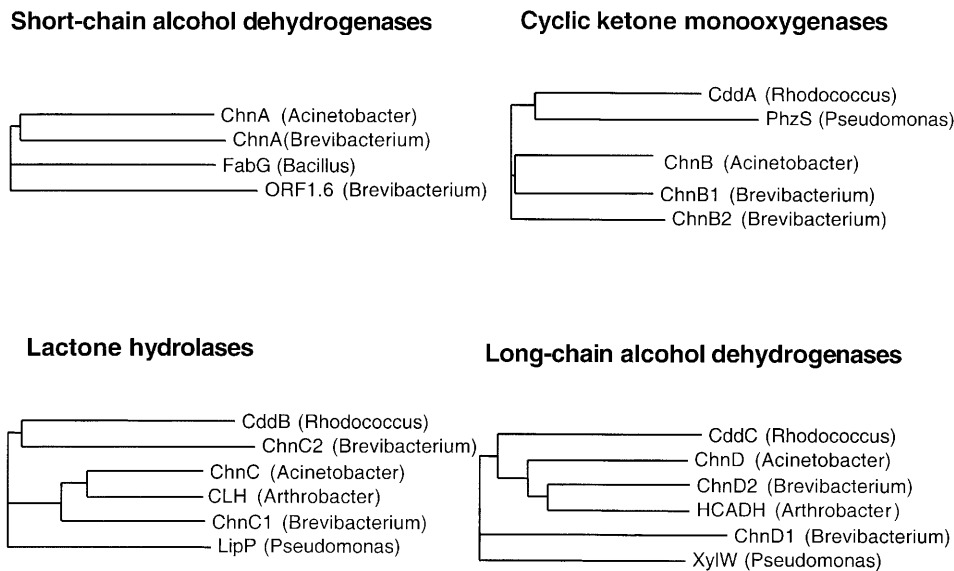 Short-chain alcohol dehydrogenases
ChnA (Acinetobacter)
ChnA(Brevibacterium)
FabG (Bacillus)
ORF1.6 (Brevibacterium)
Cyclic ketone monooxygenases
CddA (Rhodococcus)
PhzS (Pseudomonas)
ChnB (Acinetobacter)
ChnB1 (Brevibacterium)
ChnB2 (Brevibacterium)
Lactone hydrolases
CddB (Rhodococcus)
ChnC2 (Brevibacterium)
ChnC (Acinetobacter)
CLH (Arthrobacter)
ChnC1 (Brevibacterium)
LipP (Pseudomonas)
Long-chain alcohol dehydrogenases
CddC (Rhodococcus)
ChnD (Acinetobacter)
ChnD2 (Brevibacterium)
HCADH (Arthrobacter)
ChnD1 (Brevibacterium)
XylW (Pseudomonas)